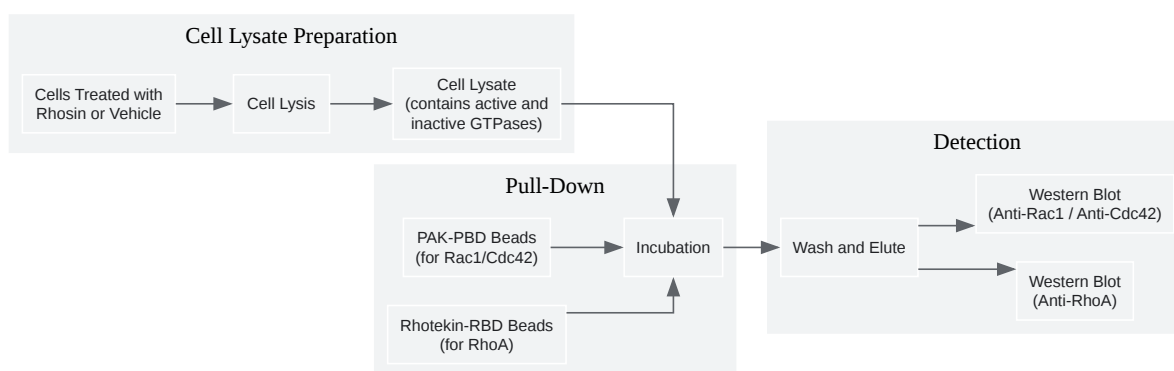 Cell Lysate Preparation
Cells Treated with
Rhosin or Vehicle
Cell Lysis
Cell Lysate
(contains active and
inactive GTPases)
Pull-Down
PAK-PBD Beads
(for Rac1/Cdc42)
Incubation
Rhotekin-RBD Beads
(for RhoA)
Detection
Wash and Elute
Western Blot
(Anti-Rac1 / Anti-Cdc42)
Western Blot
(Anti-RhoA)